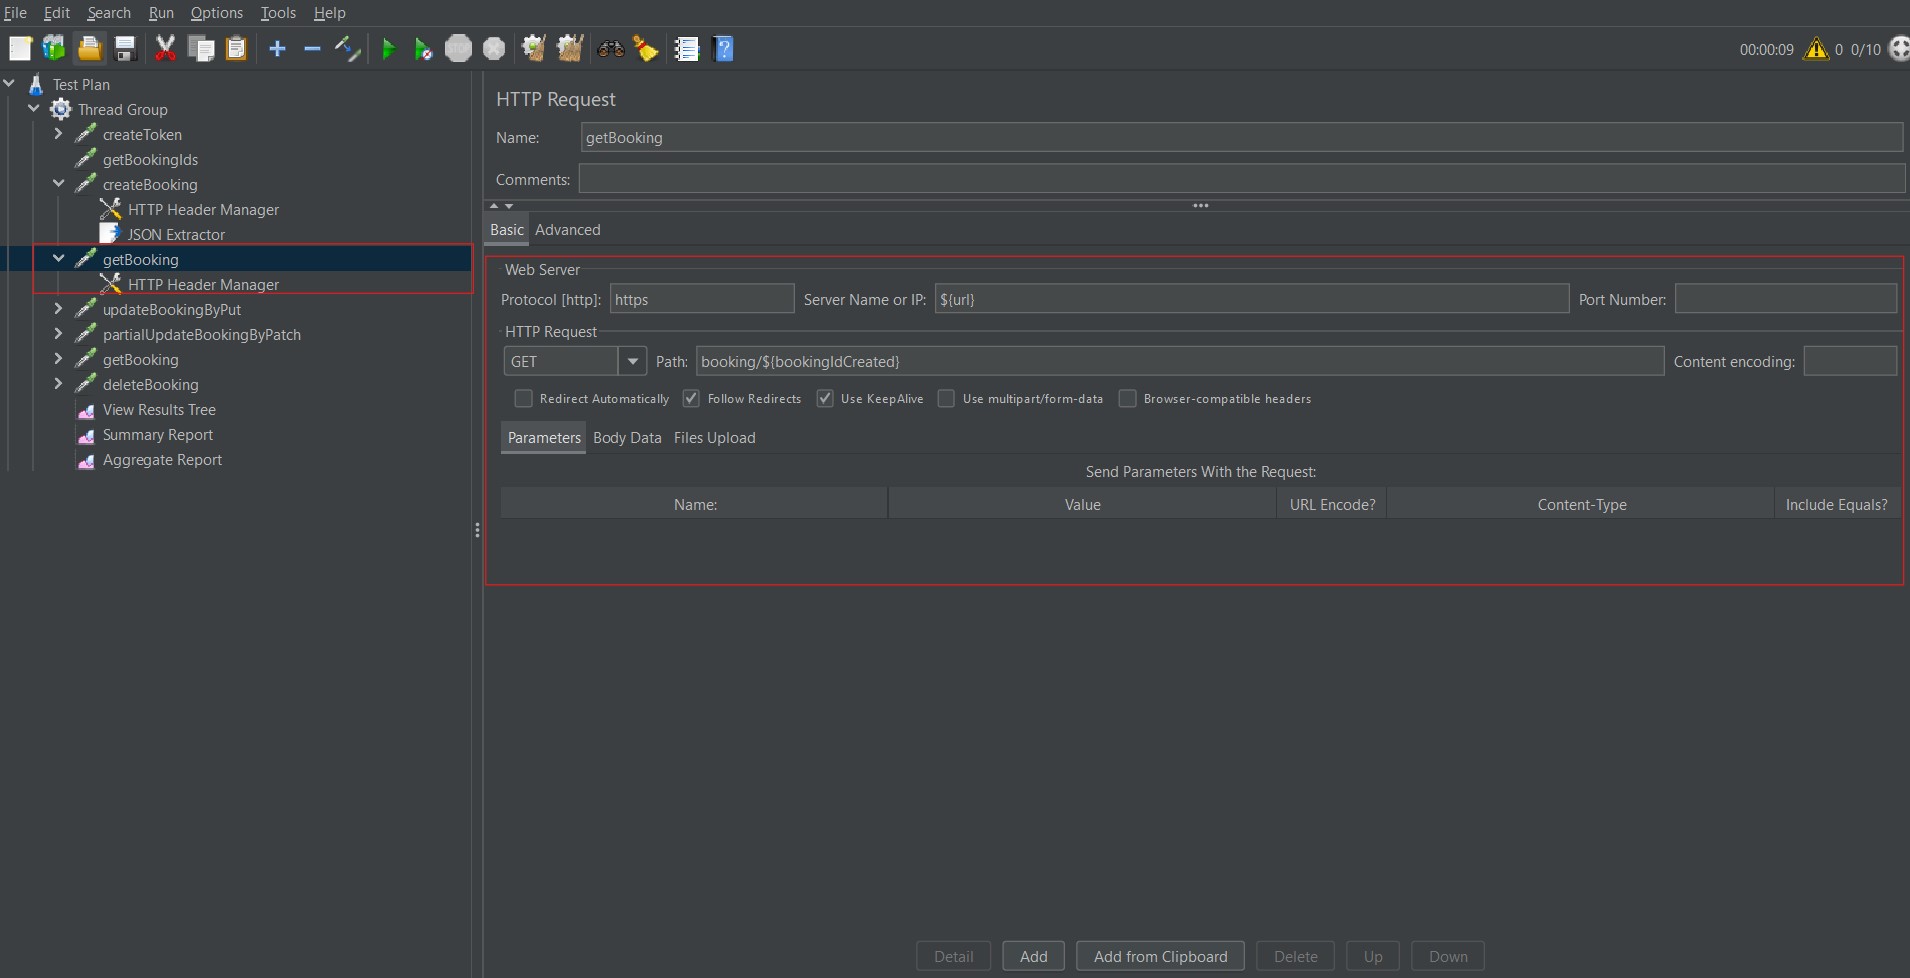 File Edit Search Run Options Tools Help
STOP
00:00:09 0 0/10
Test Plan
Thread Group
createToken
getBookingIds
createBooking
HTTP Header Manager
JSON Extractor
getBooking
HTTP Header Manager
updateBookingByPut
partialUpdateBookingByPatch
getBooking
deleteBooking
View Results Tree
Summary Report
Aggregate Report
HTTP Request
Name: getBooking
Comments:
Basic Advanced
Web Server
Protocol [http]: https Server Name or IP: ${url} Port Number:
HTTP Request
GET Path: booking/${bookingIdCreated} Content encoding:
Redirect Automatically Follow Redirects Use KeepAlive Use multipart/form-data Browser-compatible headers
Parameters Body Data Files Upload
Send Parameters With the Request:
Name: Value URL Encode? Content-Type Include Equals?
Detail Add Add from Clipboard Delete Up Down